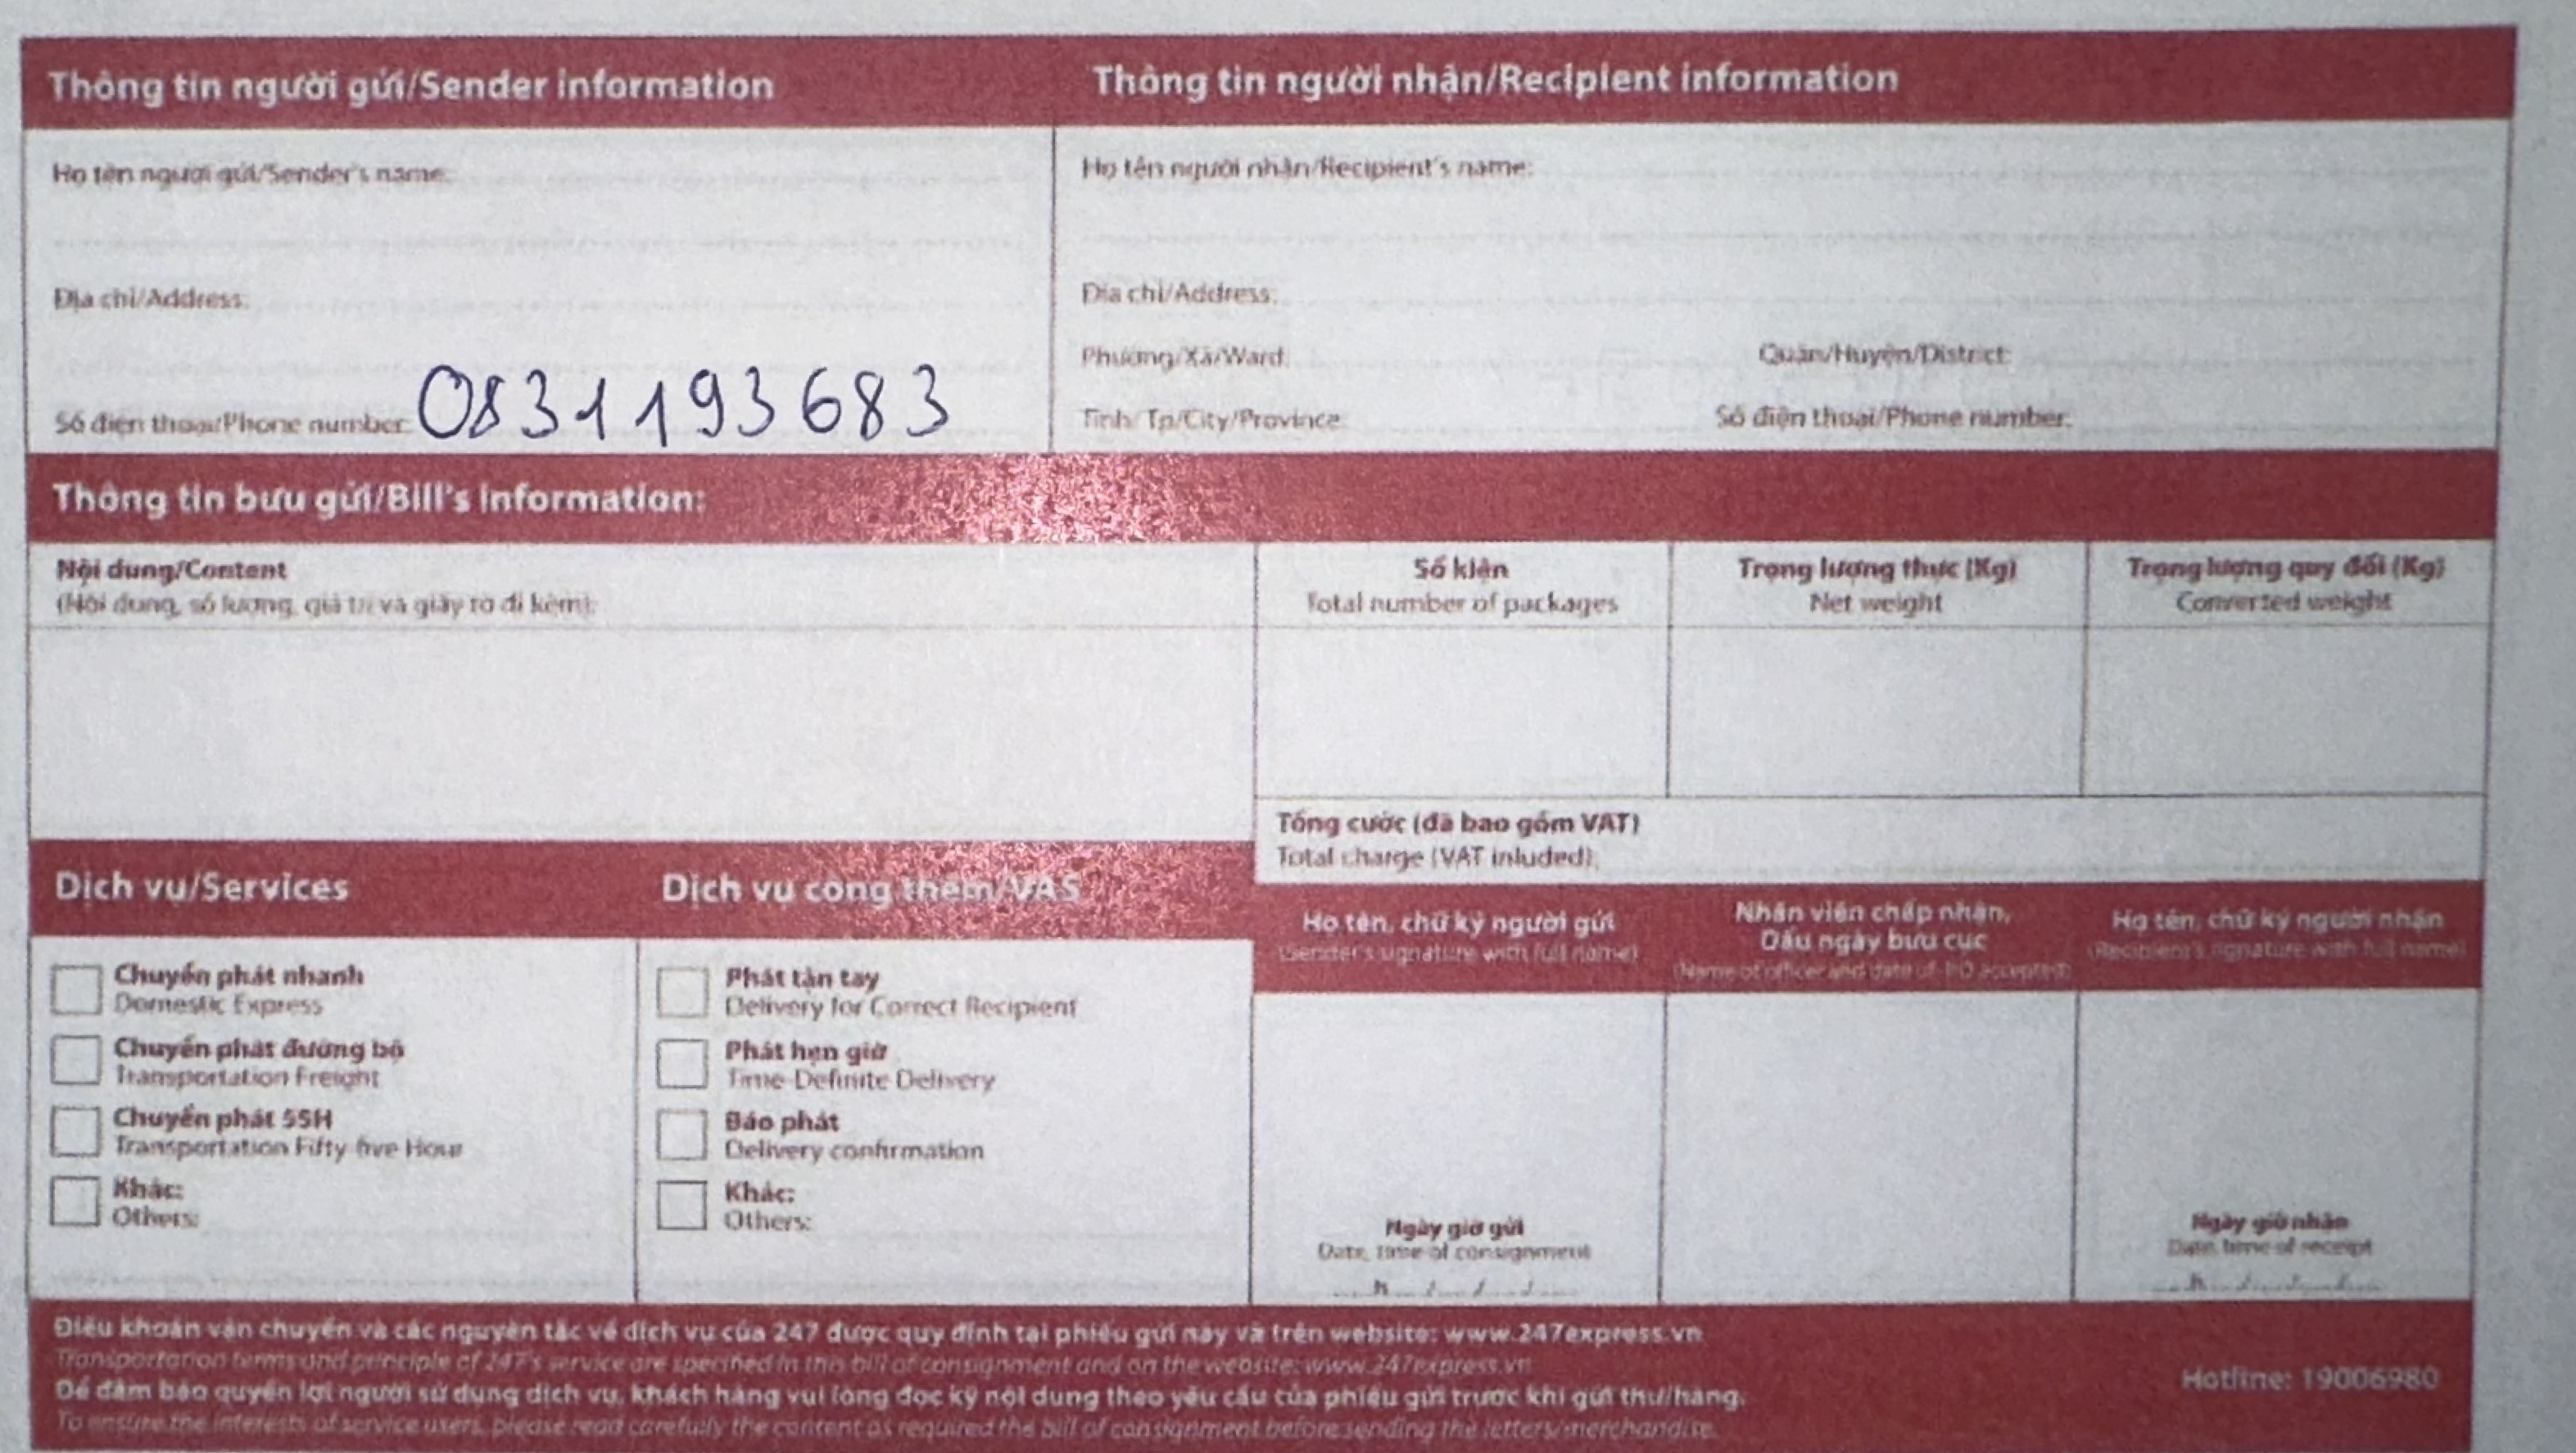 Thông tin người gửi/Sender information
Thông tin người nhận/Recipient information
Họ tên người gửi/Sender's name:
Họ tên người nhận/Recipient's name:
Địa chỉ/Address:
Địa chỉ/Address:
Phường/Xã/Ward:
Quận/Huyện/District:
Số điện thoại/Phone number: 0831193683
Tỉnh/Tp/City/Province:
Số điện thoại/Phone number:
Thông tin bưu gửi/Bill's information:
Nội dung/Content
(Nội dung, số lượng, giá trị và giấy tờ đi kèm):
Số kiện
Total number of packages
Trọng lượng thực (Kg)
Net weight
Trọng lượng quy đổi (Kg)
Converted weight
Tổng cước (đã bao gồm VAT)
Total charge (VAT inluded):
Dịch vụ/Services
Dịch vụ cộng thêm/VAS
Họ tên, chữ ký người gửi
(Sender's signature with full name)
Nhân viên chấp nhận,
Dấu ngày bưu cục
(Name of officer and date of PO accepted)
Họ tên, chữ ký người nhận
(Recipient's signature with full name)
Chuyển phát nhanh
Domestic Express
Chuyển phát đường bộ
Transportation Freight
Chuyển phát 55H
Transportation Fifty five Hour
Khác:
Others:
Phát tận tay
Delivery for Correct Recipient
Phát hẹn giờ
Time-Definite Delivery
Báo phát
Delivery confirmation
Khác:
Others:
Ngày giờ gửi
Date, time of consignment
h / / /
Ngày giờ nhận
Date, time of receipt
h / / /
Điều khoản vận chuyển và các nguyên tắc về dịch vụ của 247 được quy định tại phiếu gửi này và trên website: www.247express.vn
Transportation terms and principle of 247's service are specified in this bill of consignment and on the website: www.247express.vn
Để đảm bảo quyền lợi người sử dụng dịch vụ, khách hàng vui lòng đọc kỹ nội dung theo yêu cầu của phiếu gửi trước khi gửi thư/hàng.
To ensure the interests of service users, please read carefully the content as required the bill of consignment before sending the letters/merchandise.
Hotline: 19006980